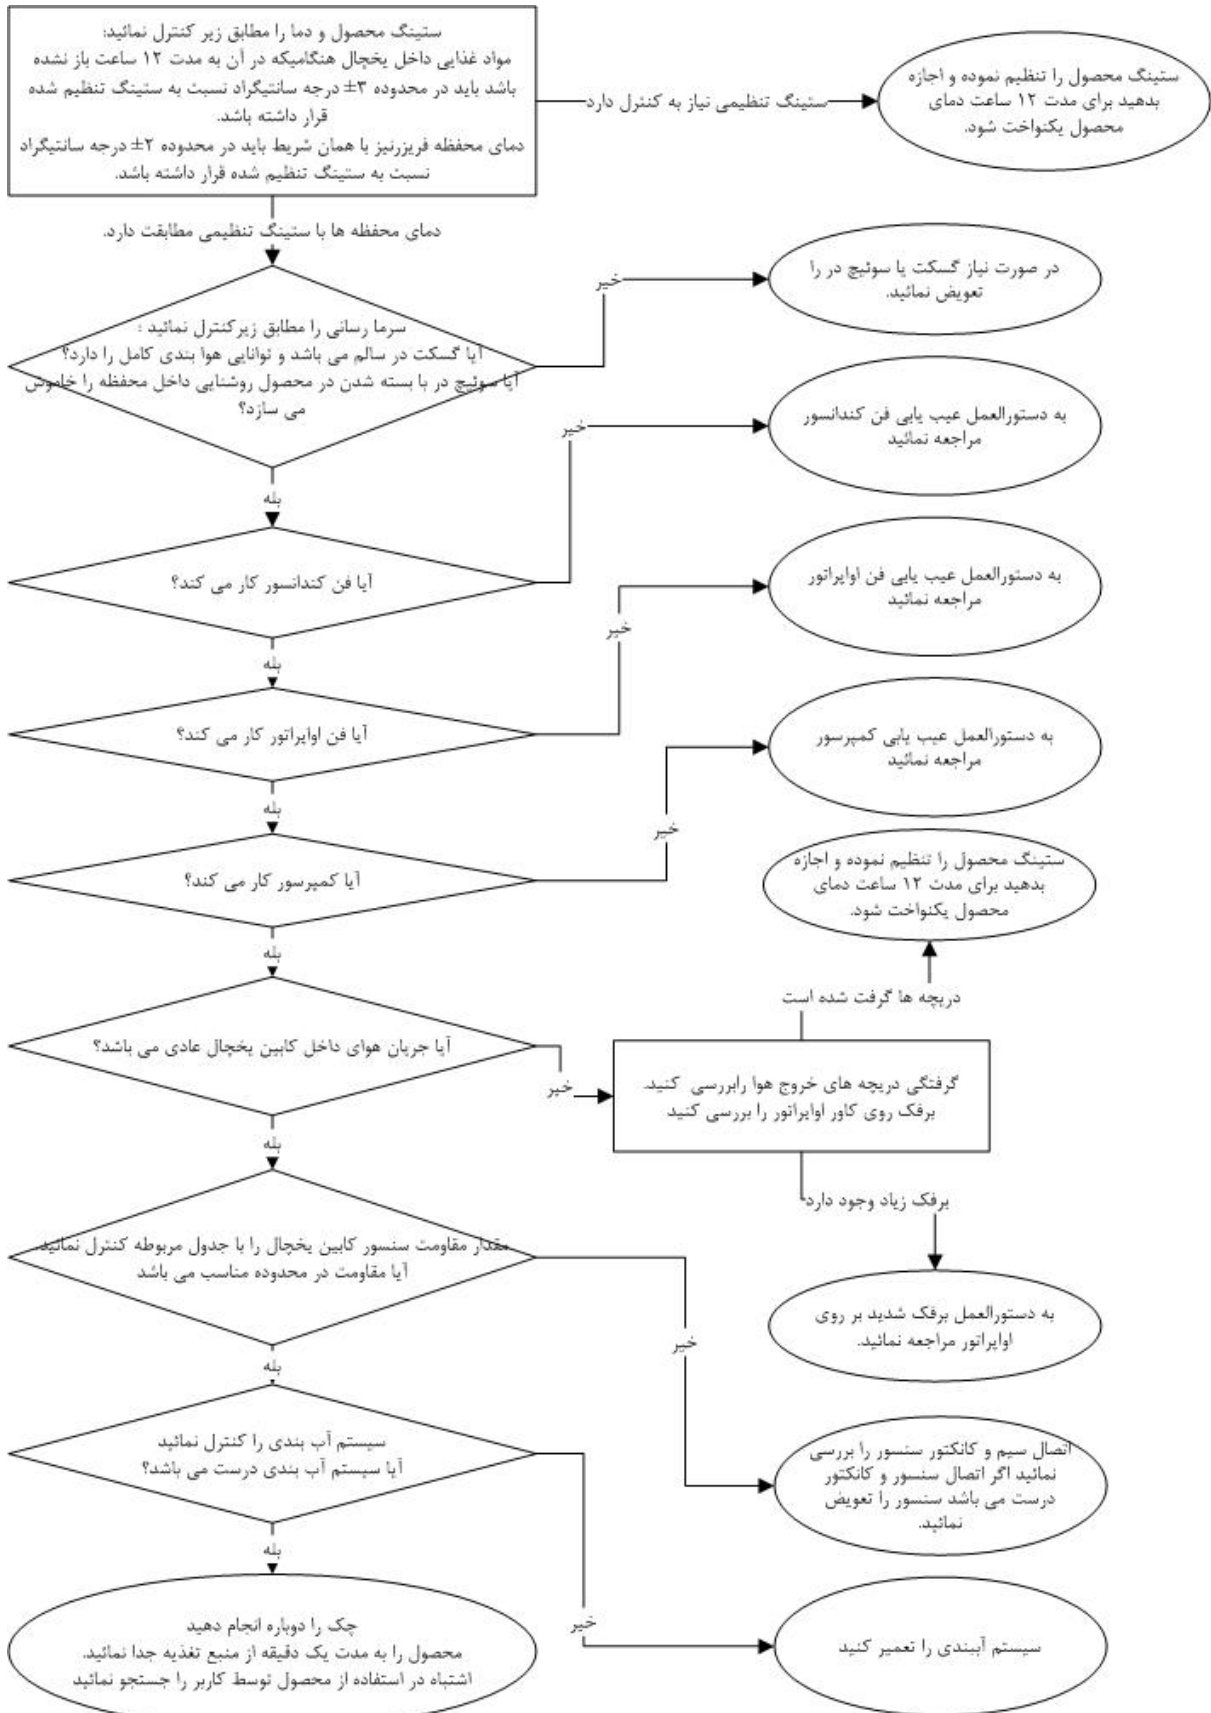 ستینگ محصول و دما را مطابق زیر کنترل نمائید:
مواد غذایی داخل یخچال هنگامیکه در آن به مدت ۱۲ ساعت باز نشده
باشد باید در محدوده ۳± درجه سانتیگراد نسبت به ستینگ تنظیم شده
قرار داشته باشد.
دمای محفظه فریزرنیز با همان شریط باید در محدوده ۲± درجه سانتیگراد
نسبت به ستینگ تنظیم شده قرار داشته باشد.
ستینگ تنظیمی نیاز به کنترل دارد
ستینگ محصول را تنظیم نموده و اجازه
بدهید برای مدت ۱۲ ساعت دمای
محصول یکنواخت شود.
دمای محفظه ها با ستینگ تنظیمی مطابقت دارد.
سرما رسانی را مطابق زیرکنترل نمائید :
آیا گسکت در سالم می باشد و توانایی هوا بندی کامل را دارد؟
آیا سوئیچ در با بسته شدن در محصول روشنایی داخل محفظه را خاموش
می سازد؟
خیر
در صورت نیاز گسکت یا سوئیچ در را
تعویض نمائید.
بله
آیا فن کندانسور کار می کند؟
خیر
به دستورالعمل عیب یابی فن کندانسور
مراجعه نمائید
بله
آیا فن اواپراتور کار می کند؟
خیر
به دستورالعمل عیب یابی فن اواپراتور
مراجعه نمائید
بله
آیا کمپرسور کار می کند؟
خیر
به دستورالعمل عیب یابی کمپرسور
مراجعه نمائید
بله
آیا جریان هوای داخل کابین یخچال عادی می باشد؟
خیر
گرفتگی دریچه های خروج هوا رابررسی کنید.
برفک روی کاور اواپراتور را بررسی کنید
دریچه ها گرفت شده است
ستینگ محصول را تنظیم نموده و اجازه
بدهید برای مدت ۱۲ ساعت دمای
محصول یکنواخت شود.
برفک زیاد وجود دارد
به دستورالعمل برفک شدید بر روی
اواپراتور مراجعه نمائید.
بله
مقدار مقاومت سنسور کابین یخچال را با جدول مربوطه کنترل نمائید.
آیا مقاومت در محدوده مناسب می باشد
خیر
اتصال سیم و کانکتور سنسور را بررسی
نمائید اگر اتصال سنسور و کانکتور
درست می باشد سنسور را تعویض
نمائید.
بله
سیستم آب بندی را کنترل نمائید
آیا سیستم آب بندی درست می باشد؟
خیر
سیستم آببندی را تعمیر کنید
بله
چک را دوباره انجام دهید
محصول را به مدت یک دقیقه از منبع تغذیه جدا نمائید.
اشتباه در استفاده از محصول توسط کاربر را جستجو نمائید